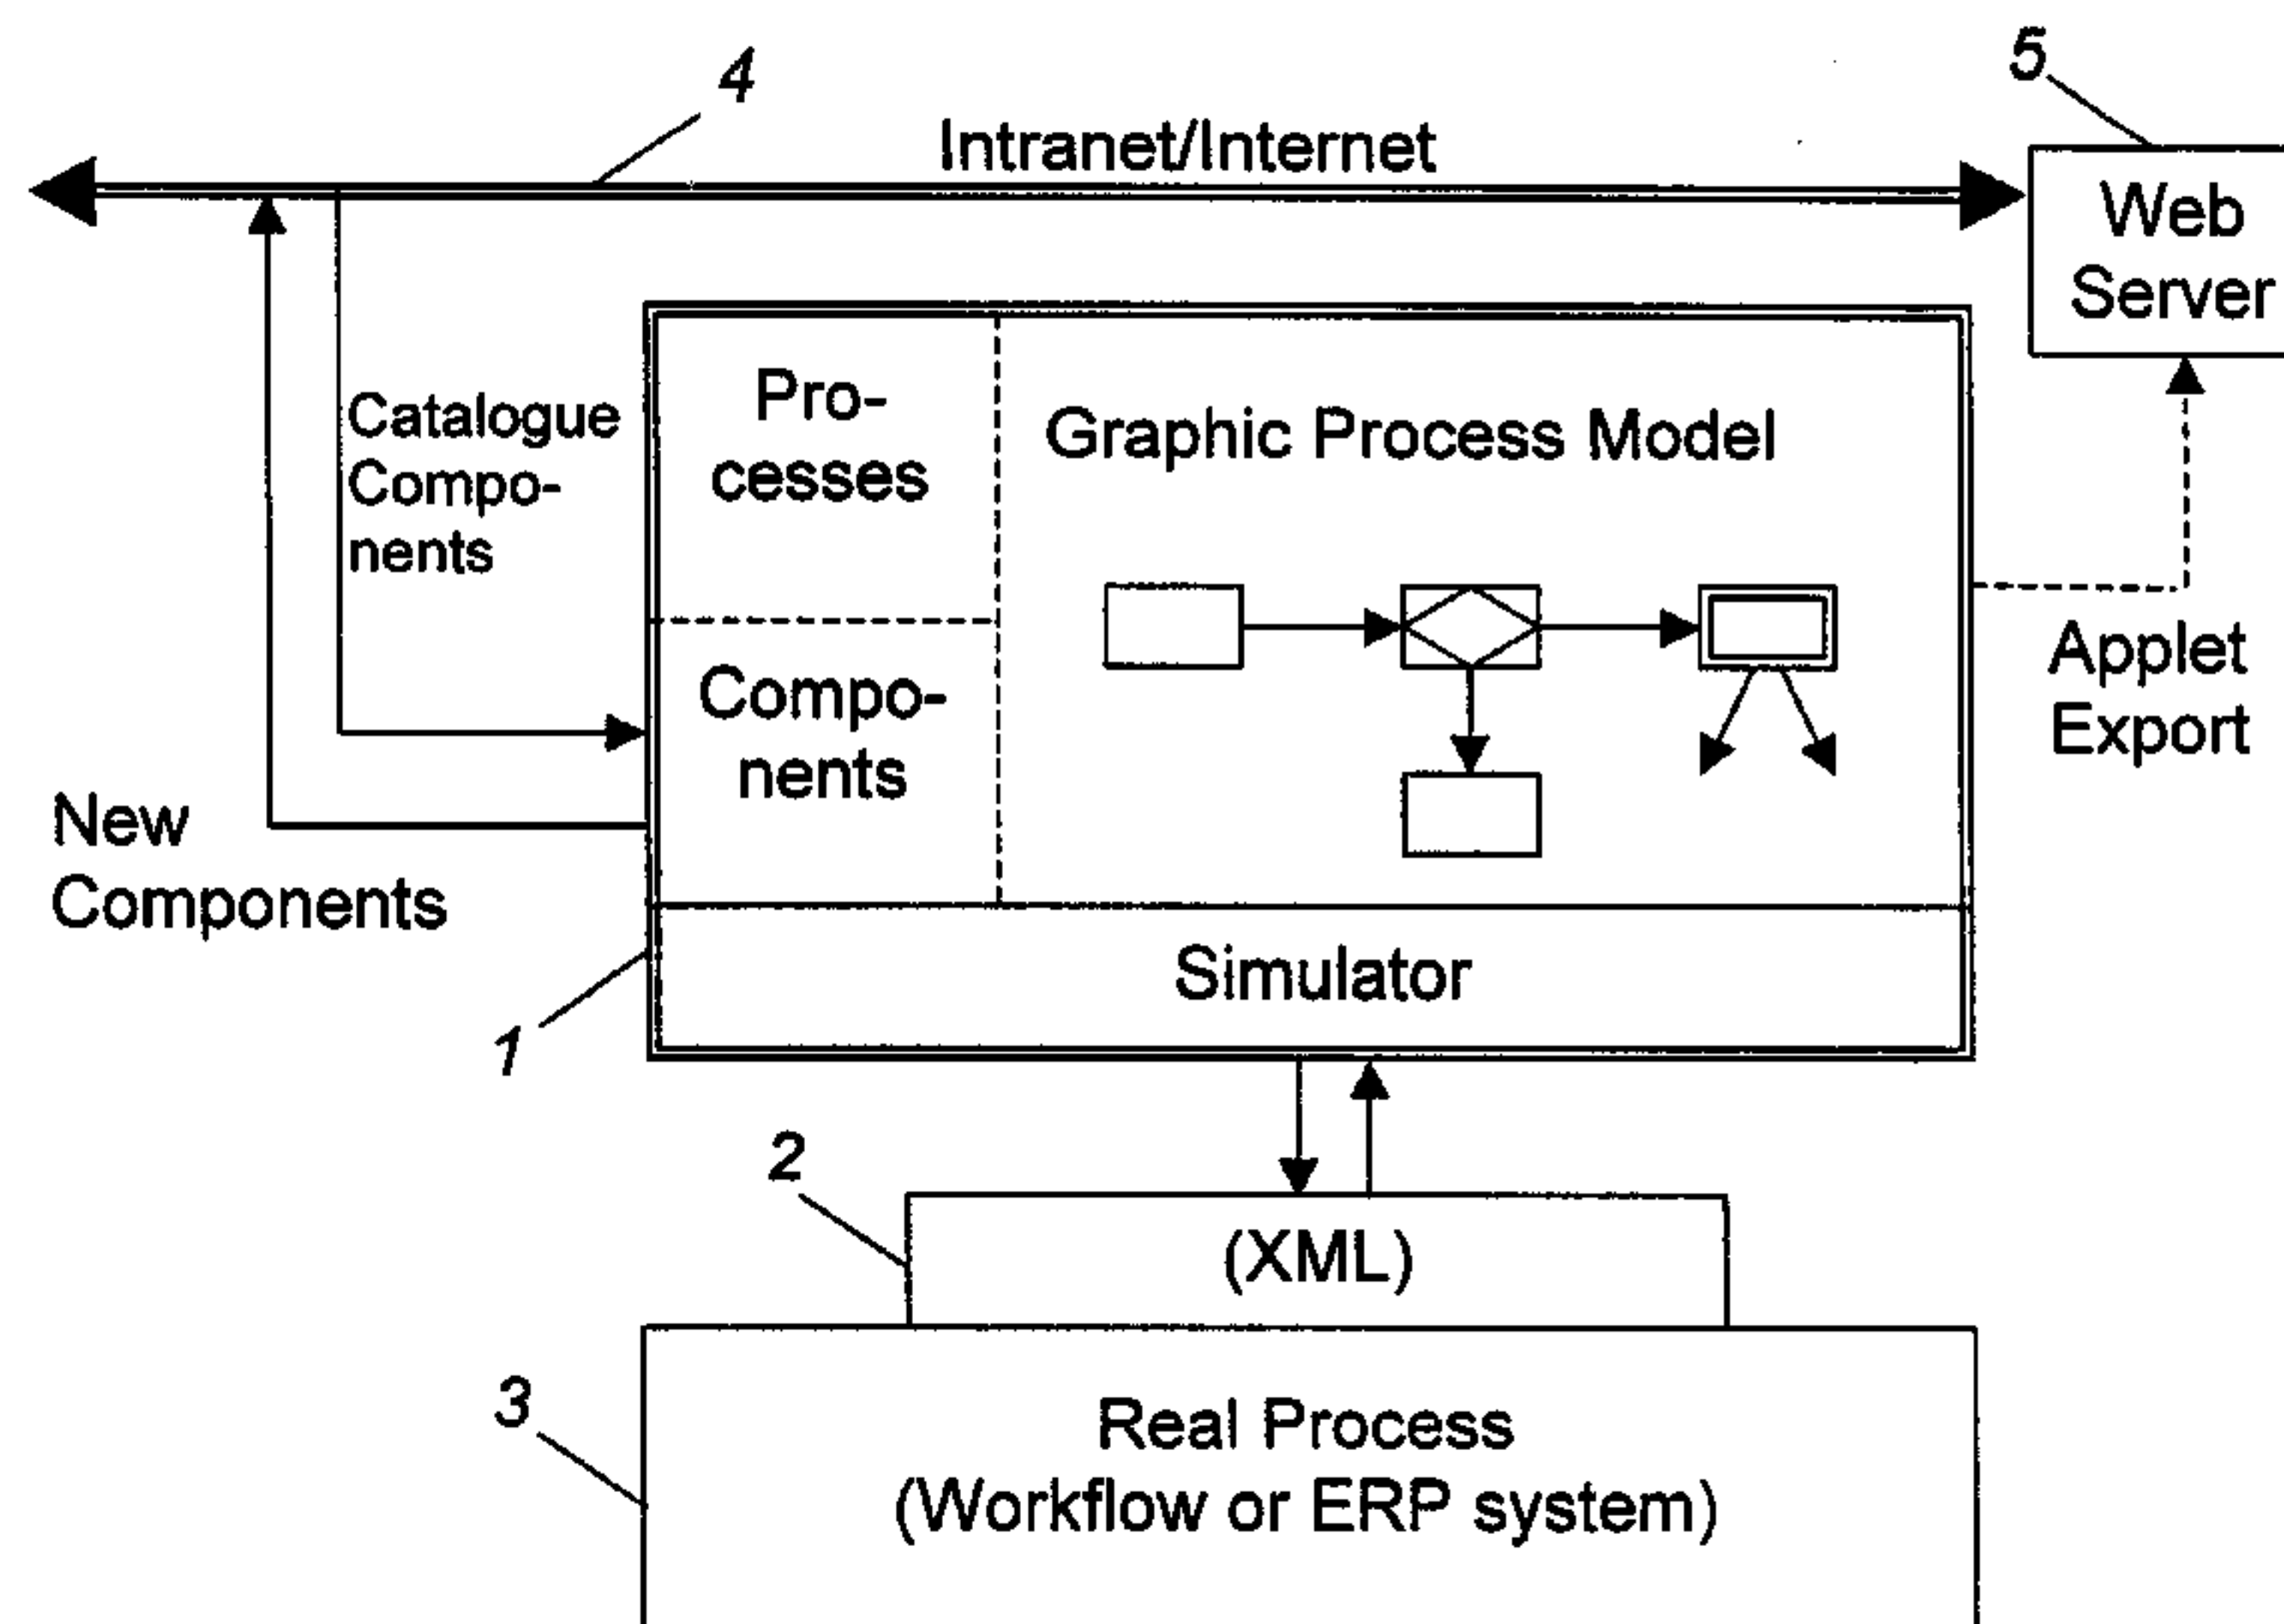 4
5
Intranet/Internet
Web
Server
Pro-
cesses
Graphic Process Model
Catalogue
Compo-
nents
Applet
Export
Compo-
nents
New
Components
Simulator
1
2
(XML)
3
Real Process
(Workflow or ERP system)